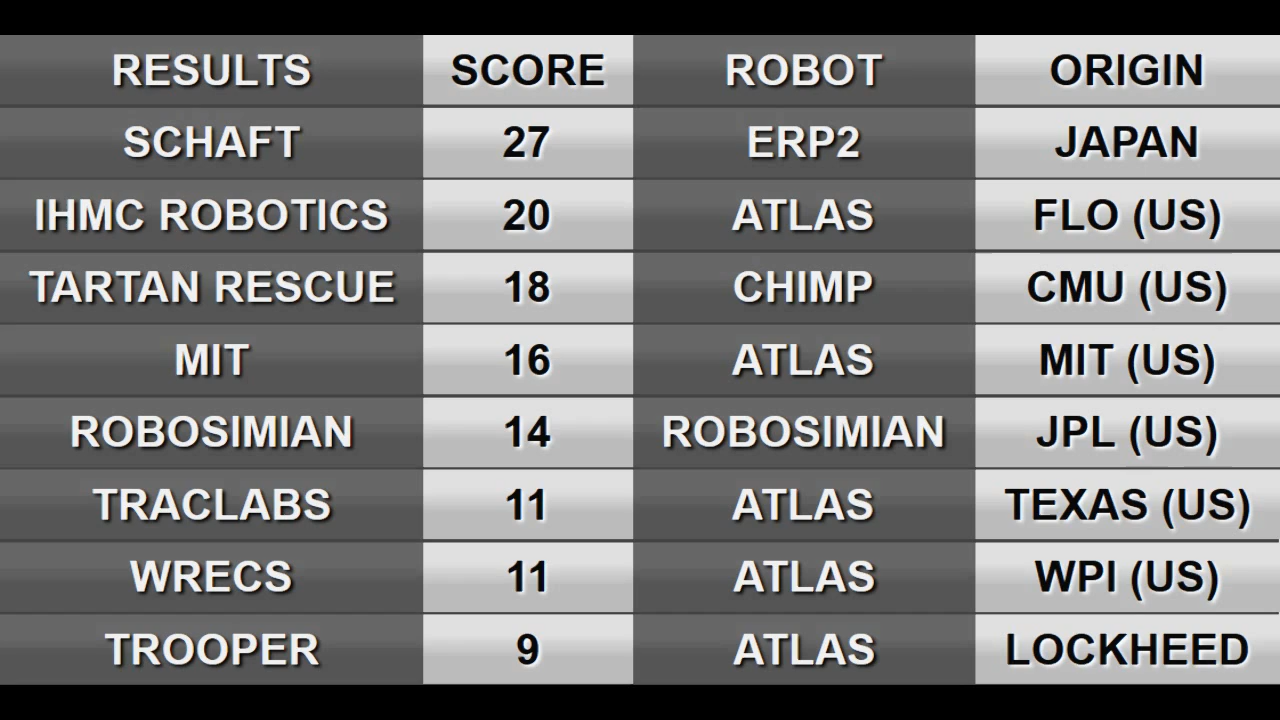 RESULTS SCORE ROBOT ORIGIN
SCHAFT 27 ERP2 JAPAN
IHMC ROBOTICS 20 ATLAS FLO (US)
TARTAN RESCUE 18 CHIMP CMU (US)
MIT 16 ATLAS MIT (US)
ROBOSIMIAN 14 ROBOSIMIAN JPL (US)
TRACLABS 11 ATLAS TEXAS (US)
WRECS 11 ATLAS WPI (US)
TROOPER 9 ATLAS LOCKHEED